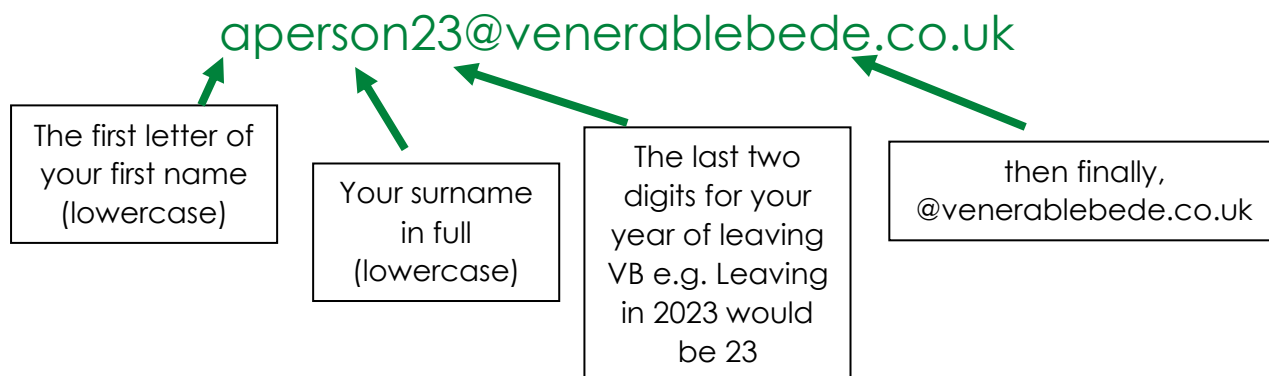 aperson23@venerablebede.co.uk
The first letter of
your first name
(lowercase)
Your surname
in full
(lowercase)
The last two
digits for your
year of leaving
VB e.g. Leaving
in 2023 would
be 23
then finally,
@venerablebede.co.uk